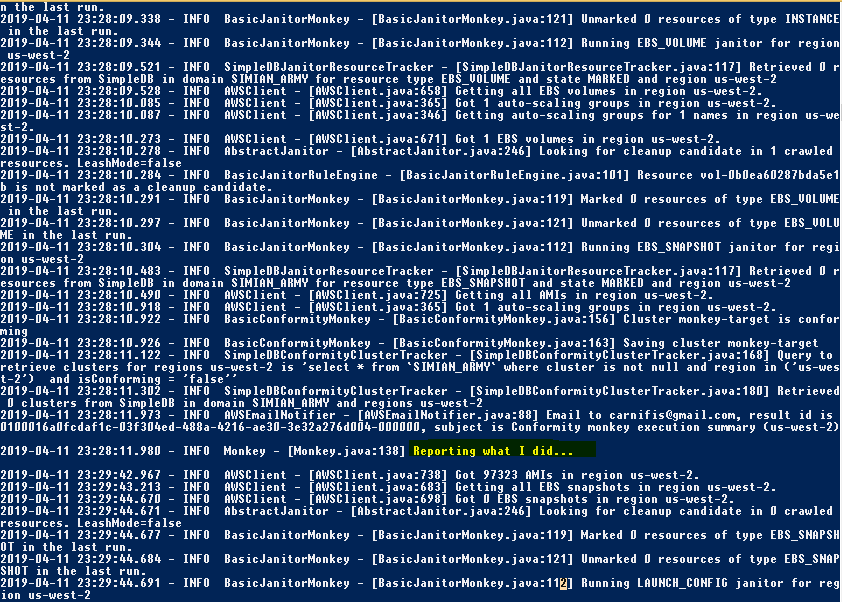 n the last run.
2019-04-11 23:28:09.338 - INFO  BasicJanitorMonkey - [BasicJanitorMonkey.java:121] Unmarked 0 resources of type INSTANCE
 in the last run.
2019-04-11 23:28:09.344 - INFO  BasicJanitorMonkey - [BasicJanitorMonkey.java:112] Running EBS_VOLUME janitor for region
 us-west-2
2019-04-11 23:28:09.521 - INFO  SimpleDBJanitorResourceTracker - [SimpleDBJanitorResourceTracker.java:117] Retrieved 0 r
esources from SimpleDB in domain SIMIAN_ARMY for resource type EBS_VOLUME and state MARKED and region us-west-2
2019-04-11 23:28:09.528 - INFO  AWSClient - [AWSClient.java:658] Getting all EBS volumes in region us-west-2.
2019-04-11 23:28:10.085 - INFO  AWSClient - [AWSClient.java:365] Got 1 auto-scaling groups in region us-west-2.
2019-04-11 23:28:10.087 - INFO  AWSClient - [AWSClient.java:346] Getting auto-scaling groups for 1 names in region us-we
st-2.
2019-04-11 23:28:10.273 - INFO  AWSClient - [AWSClient.java:671] Got 1 EBS volumes in region us-west-2.
2019-04-11 23:28:10.278 - INFO  AbstractJanitor - [AbstractJanitor.java:246] Looking for cleanup candidate in 1 crawled
resources. LeashMode=false
2019-04-11 23:28:10.284 - INFO  BasicJanitorRuleEngine - [BasicJanitorRuleEngine.java:101] Resource vol-0b0ea60287bda5e1
b is not marked as a cleanup candidate.
2019-04-11 23:28:10.291 - INFO  BasicJanitorMonkey - [BasicJanitorMonkey.java:119] Marked 0 resources of type EBS_VOLUME
 in the last run.
2019-04-11 23:28:10.297 - INFO  BasicJanitorMonkey - [BasicJanitorMonkey.java:121] Unmarked 0 resources of type EBS_VOLU
ME in the last run.
2019-04-11 23:28:10.304 - INFO  BasicJanitorMonkey - [BasicJanitorMonkey.java:112] Running EBS_SNAPSHOT janitor for regi
on us-west-2
2019-04-11 23:28:10.483 - INFO  SimpleDBJanitorResourceTracker - [SimpleDBJanitorResourceTracker.java:117] Retrieved 0 r
esources from SimpleDB in domain SIMIAN_ARMY for resource type EBS_SNAPSHOT and state MARKED and region us-west-2
2019-04-11 23:28:10.490 - INFO  AWSClient - [AWSClient.java:725] Getting all AMIs in region us-west-2.
2019-04-11 23:28:10.918 - INFO  AWSClient - [AWSClient.java:365] Got 1 auto-scaling groups in region us-west-2.
2019-04-11 23:28:10.922 - INFO  BasicConformityMonkey - [BasicConformityMonkey.java:156] Cluster monkey-target is confor
ming
2019-04-11 23:28:10.926 - INFO  BasicConformityMonkey - [BasicConformityMonkey.java:163] Saving cluster monkey-target
2019-04-11 23:28:11.122 - INFO  SimpleDBConformityClusterTracker - [SimpleDBConformityClusterTracker.java:168] Query to
retrieve clusters for regions us-west-2 is 'select * from `SIMIAN_ARMY` where cluster is not null and region in ('us-wes
t-2')  and isConforming = 'false''
2019-04-11 23:28:11.302 - INFO  SimpleDBConformityClusterTracker - [SimpleDBConformityClusterTracker.java:180] Retrieved
 0 clusters from SimpleDB in domain SIMIAN_ARMY and regions us-west-2
2019-04-11 23:28:11.973 - INFO  AWSEmailNotifier - [AWSEmailNotifier.java:88] Email to carnifis@gmail.com, result id is
0100016a0fcdaf1c-03f304ed-488a-4216-ae30-3e32a276d004-000000, subject is Conformity monkey execution summary (us-west-2)
2019-04-11 23:28:11.980 - INFO  Monkey - [Monkey.java:138] Reporting what I did...
2019-04-11 23:29:42.967 - INFO  AWSClient - [AWSClient.java:738] Got 97323 AMIs in region us-west-2.
2019-04-11 23:29:43.213 - INFO  AWSClient - [AWSClient.java:683] Getting all EBS snapshots in region us-west-2.
2019-04-11 23:29:44.670 - INFO  AWSClient - [AWSClient.java:698] Got 0 EBS snapshots in region us-west-2.
2019-04-11 23:29:44.671 - INFO  AbstractJanitor - [AbstractJanitor.java:246] Looking for cleanup candidate in 0 crawled
resources. LeashMode=false
2019-04-11 23:29:44.677 - INFO  BasicJanitorMonkey - [BasicJanitorMonkey.java:119] Marked 0 resources of type EBS_SNAPSH
OT in the last run.
2019-04-11 23:29:44.684 - INFO  BasicJanitorMonkey - [BasicJanitorMonkey.java:121] Unmarked 0 resources of type EBS_SNAP
SHOT in the last run.
2019-04-11 23:29:44.691 - INFO  BasicJanitorMonkey - [BasicJanitorMonkey.java:112] Running LAUNCH_CONFIG janitor for reg
ion us-west-2